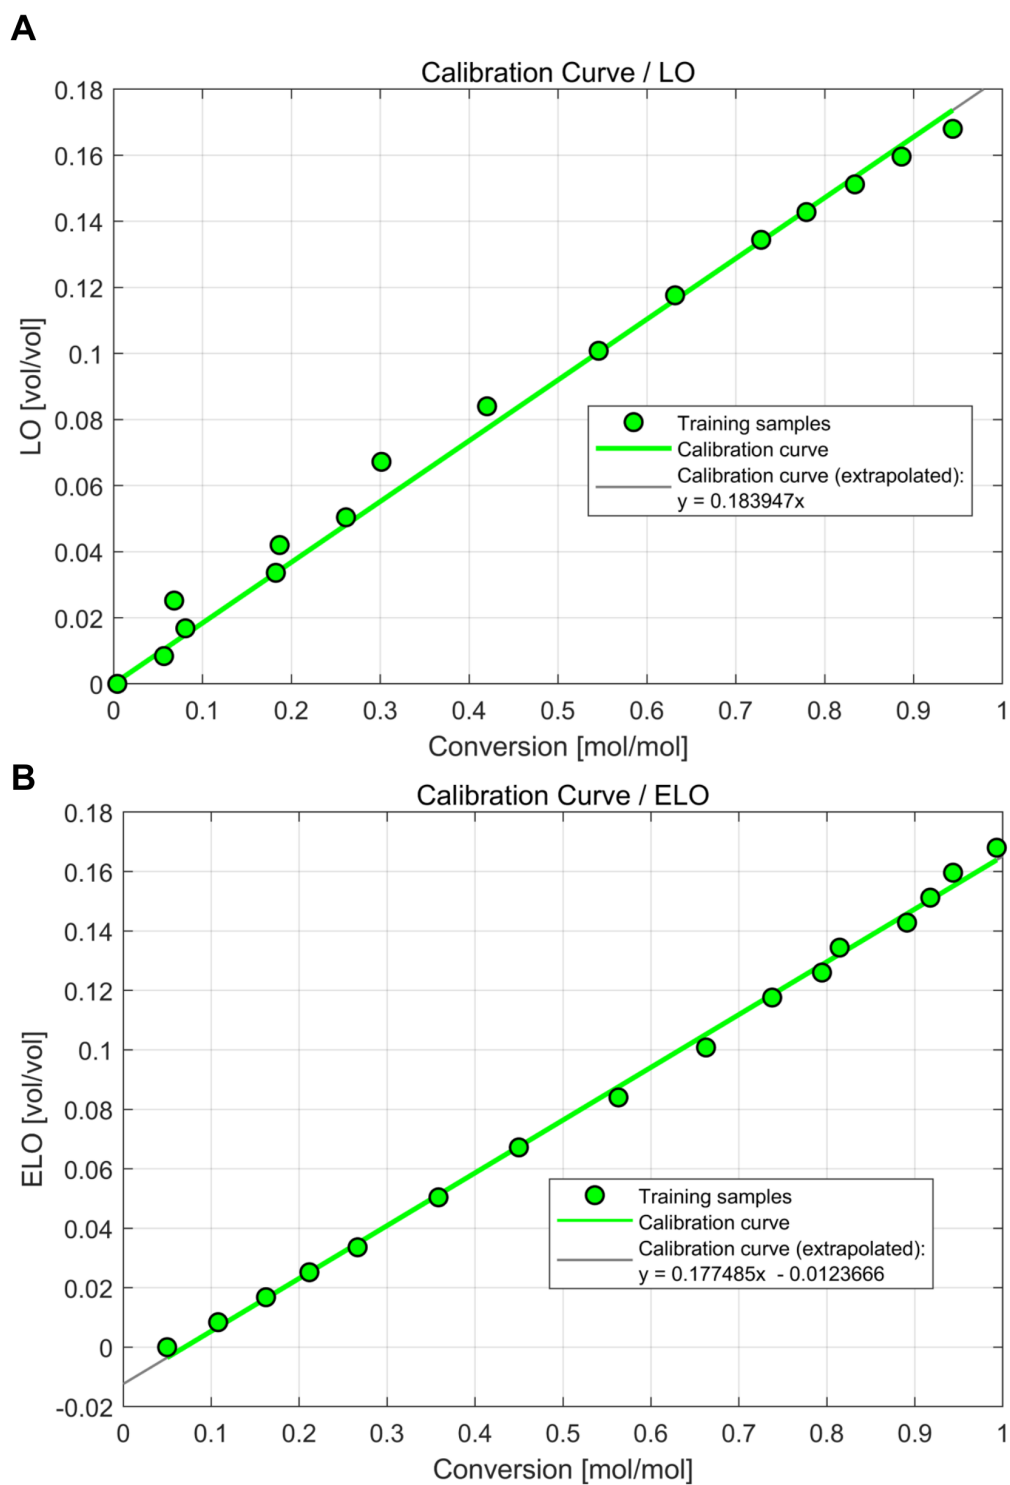 A
Calibration Curve / LO
0.18
0.16
0.14
0.12
0.1
0.08
0.06
0.04
0.02
0
LO [vol/vol]
Training samples
Calibration curve
Calibration curve (extrapolated):
y = 0.183947x
0 0.1 0.2 0.3 0.4 0.5 0.6 0.7 0.8 0.9 1
Conversion [mol/mol]
B
Calibration Curve / ELO
0.18
0.16
0.14
0.12
0.1
0.08
0.06
0.04
0.02
0
-0.02
ELO [vol/vol]
Training samples
Calibration curve
Calibration curve (extrapolated):
y = 0.177485x - 0.0123666
0 0.1 0.2 0.3 0.4 0.5 0.6 0.7 0.8 0.9 1
Conversion [mol/mol]